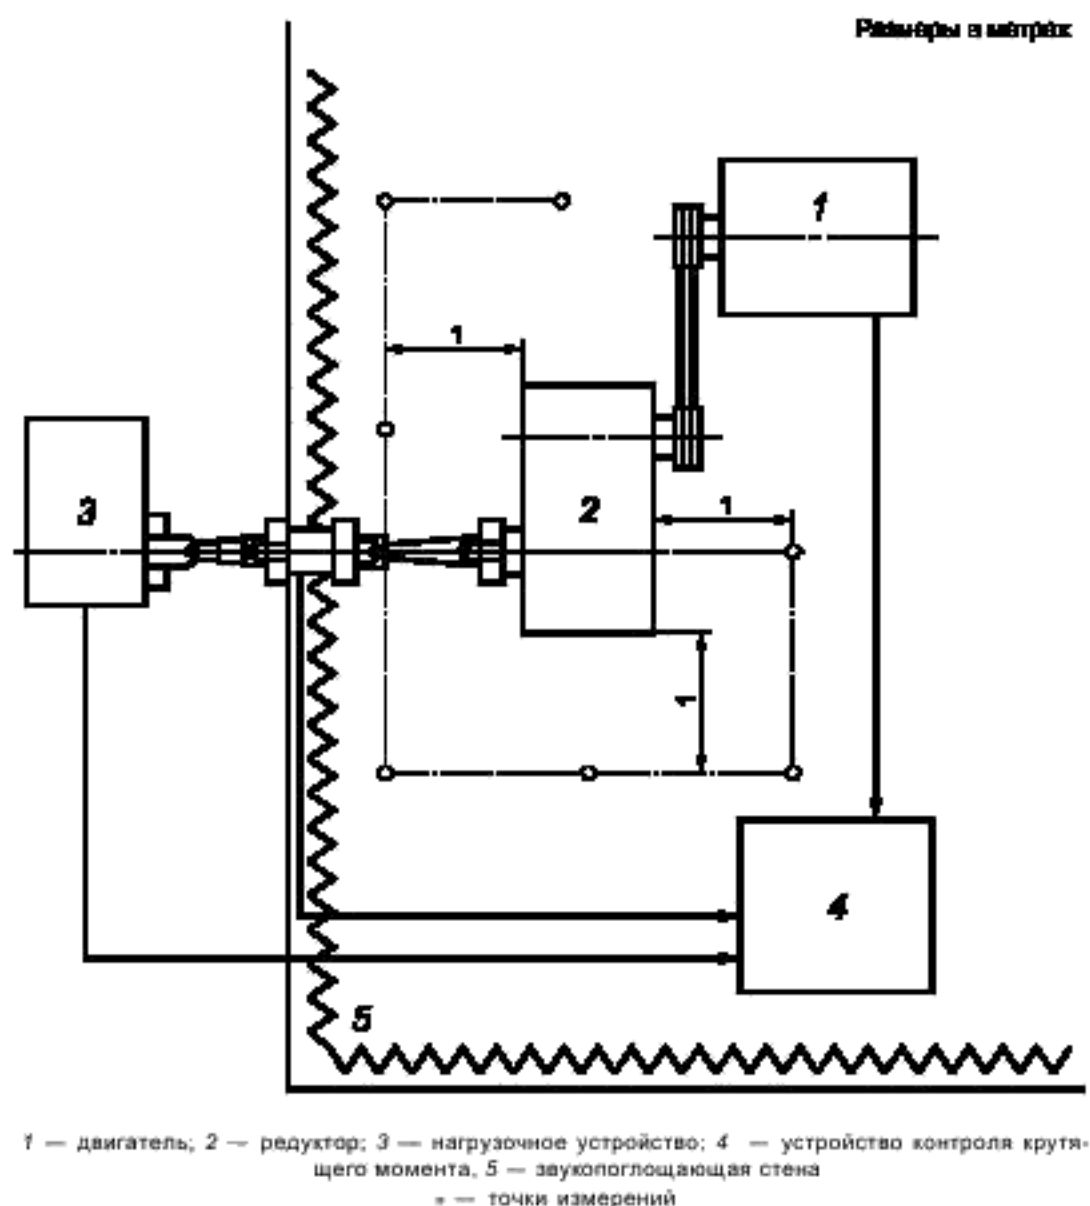 Размеры в метрах
1
1
2
3
1
1
4
5
1 — двигатель; 2 — редуктор; 3 — нагрузочное устройство; 4 — устройство контроля крутя-
щего момента, 5 — звукопоглощающая стена
∘ — точки измерений